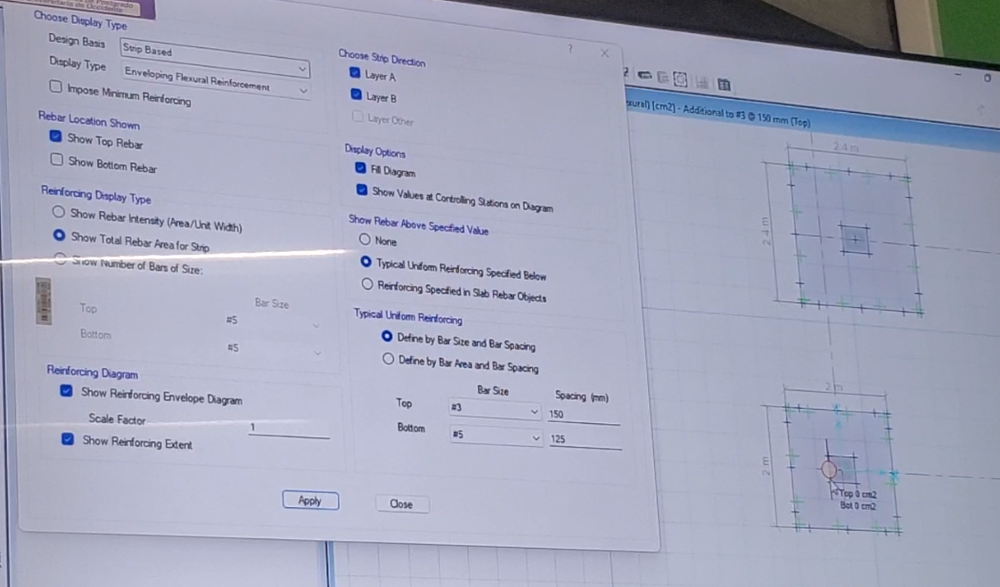 de Postgrado
Universitaria de Occidente
Choose Display Type
Design Basis Strip Based
Display Type Enveloping Flexural Reinforcement
Impose Minimum Reinforcing
Rebar Location Shown
Show Top Rebar
Show Bottom Rebar
Reinforcing Display Type
Show Rebar Intensity (Area/Unit Width)
Show Total Rebar Area for Strip
Show Number of Bars of Size:
Bar Size
Top #5
Bottom #5
Reinforcing Diagram
Show Reinforcing Envelope Diagram
Scale Factor 1
Show Reinforcing Extent
? ×
Choose Strip Direction
Layer A
Layer B
Layer Other
Display Options
Fill Diagram
Show Values at Controlling Stations on Diagram
Show Rebar Above Specified Value
None
Typical Uniform Reinforcing Specified Below
Reinforcing Specified in Slab Rebar Objects
Typical Uniform Reinforcing
Define by Bar Size and Bar Spacing
Define by Bar Area and Bar Spacing
Bar Size Spacing (mm)
Top #3 150
Bottom #5 125
Apply Close
xural) [cm2] - Additional to #3 @ 150 mm (Top)
2.4 m
2.4 m
2 m
2 m
Top 0 cm2
Bot 0 cm2